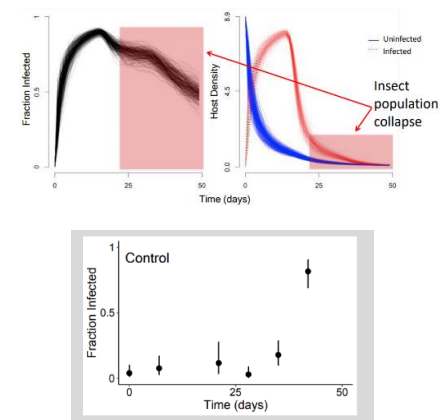 Fraction Infected
1
0.5
0
0
25
50
Host Density
8.9
4.5
0.0
0
25
50
Uninfected
Infected
Insect
population
collapse
Time (days)
Control
Fraction Infected
1
0.5
0
0
25
50
Time (days)